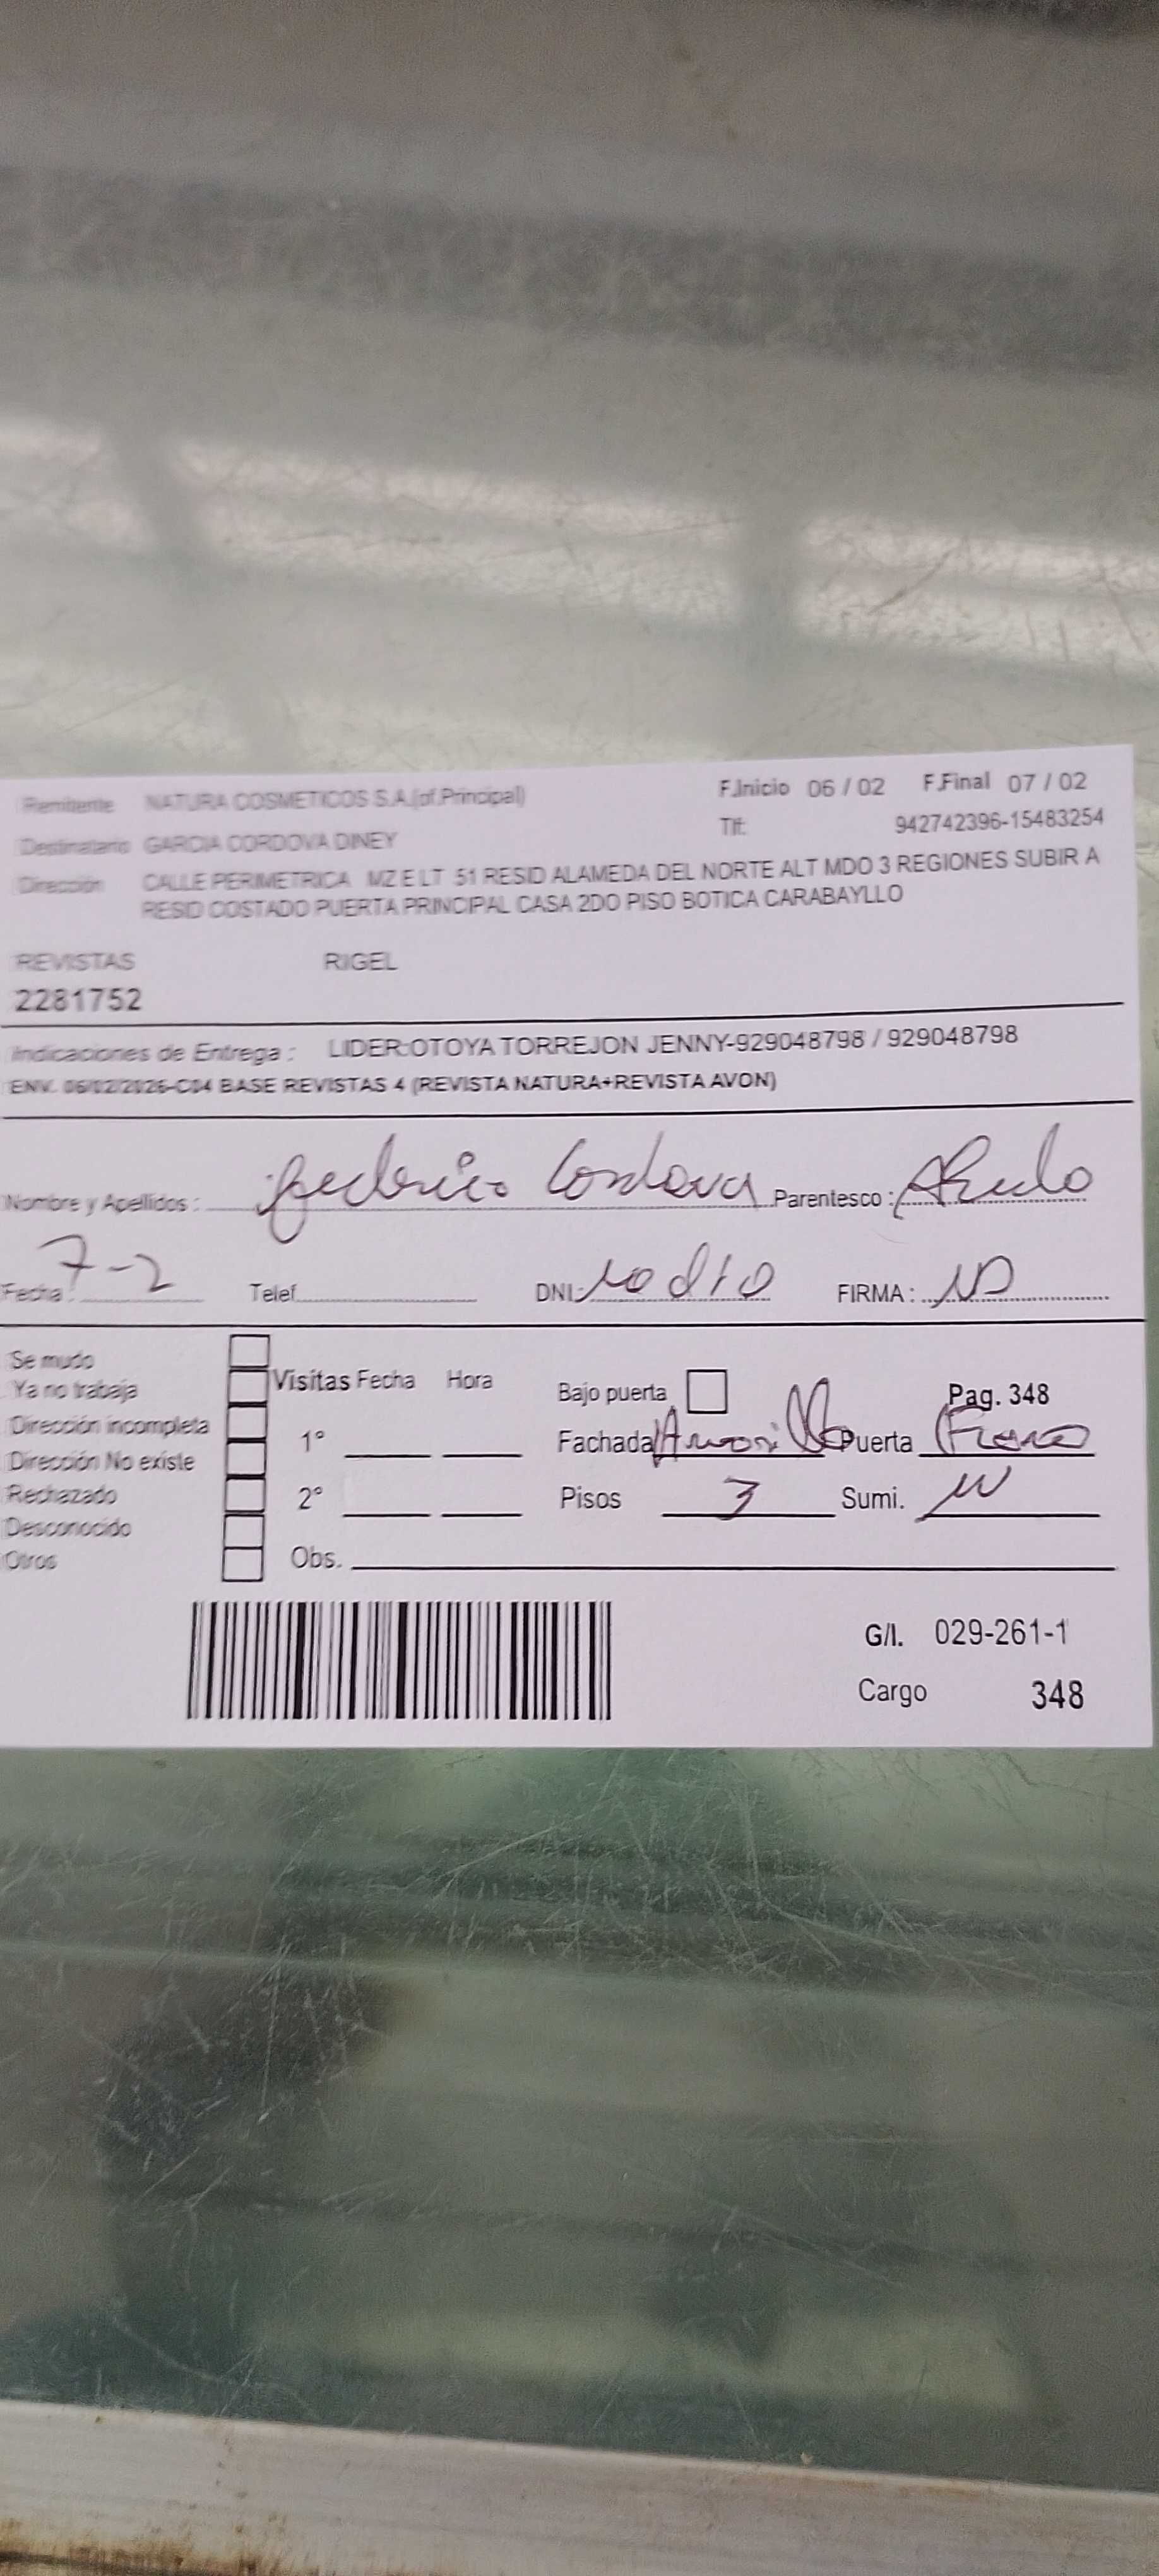 Remitente NATURA COSMETICOS S.A.(of.Principal) F.Inicio 06 / 02 F.Final 07 / 02
Destinatario GARCIA CORDOVA DINEY Tlf: 942742396-15483254
Dirección CALLE PERIMETRICA MZ E LT 51 RESID ALAMEDA DEL NORTE ALT MDO 3 REGIONES SUBIR A
RESID COSTADO PUERTA PRINCIPAL CASA 2DO PISO BOTICA CARABAYLLO
REVISTAS RIGEL
2281752
Indicaciones de Entrega : LIDER:OTOYA TORREJON JENNY-929048798 / 929048798
ENV. 06/02/2026-C04 BASE REVISTAS 4 (REVISTA NATURA+REVISTA AVON)
Nombre y Apellidos : federico Cordova Parentesco :
Fecha : 7-2 Telef. DNI: FIRMA :
Se mudo
Ya no trabaja Visitas Fecha Hora Bajo puerta Pag. 348
Dirección incompleta 1° Fachada Amarillo Puerta
Dirección No existe
Rechazado 2° Pisos 3 Sumi.
Desconocido
Otros Obs.
G/I. 029-261-1
Cargo 348